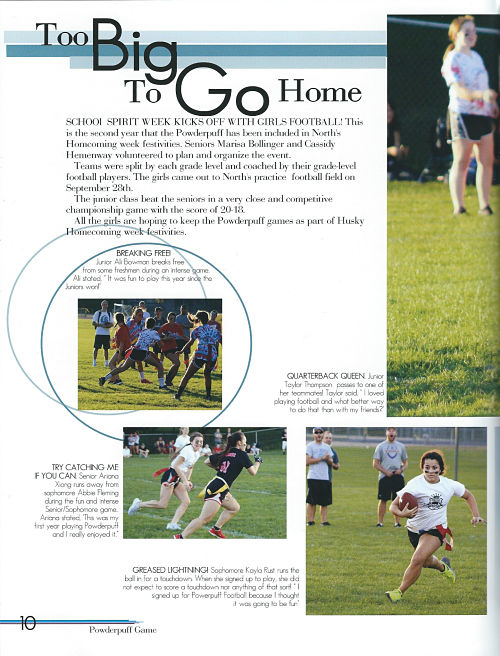 Too Big
To Go Home
SCHOOL SPIRIT WEEK KICKS OFF WITH GIRLS FOOTBALL! This
is the second year that the Powderpuff has been included in North's
Homcoming week festivities. Seniors Marisa Bollinger and Cassidy
Hemenway volunteered to plan and organize the event.
Teams were split by each grade level and coached by their grade-level
football players. The girls came out to North's practice football field on
September 28th.
The junior class beat the seniors in a very close and competitive
championship game with the score of 20-18.
All the girls are hoping to keep the Powderpuff games as part of Husky
Homecoming week festivities.
BREAKING FREE!
Junior Ali Bowman breaks free
from some freshmen during an intense game.
Ali stated, "It was fun to play this year since the
Juniors won!"
QUARTERBACK QUEEN. Junior
Taylor Thompson passes to one of
her teammates! Taylor said, "I loved
playing football and what better way
to do that than with my friends?"
TRY CATCHING ME
IF YOU CAN. Senior Ariana
Xiong runs away from
sophamore Abbie Fleming
during the fun and intense
Senior/Sophomore game.
Ariana stated, "This was my
first year playing Powderpuff
and I really enjoyed it."
GREASED LIGHTNING! Sophomore Kayla Rust runs the
ball in for a touchdown. When she signed up to play, she did
not expect to score a touchdown nor anything of that sort! "I
signed up for Powerpuff Football because I thought
it was going to be fun"
10
Powderpuff Game